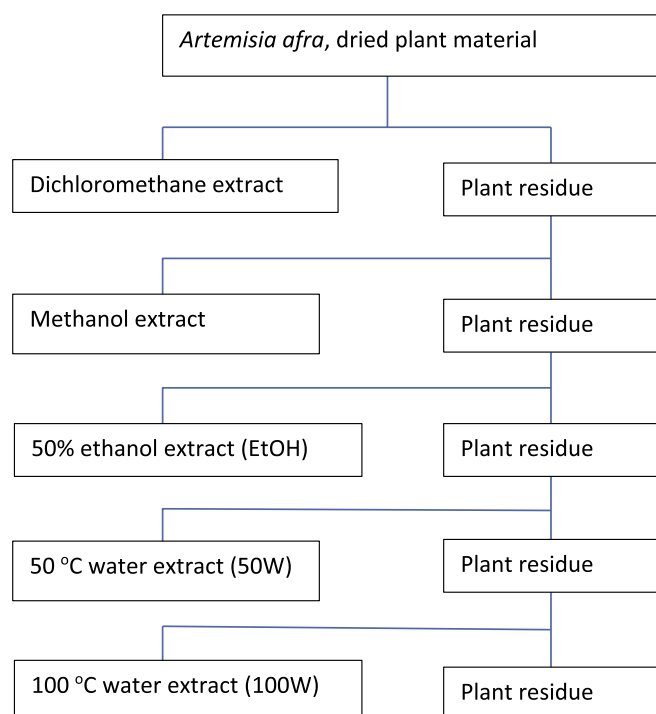 Artemisia afra, dried plant material
Dichloromethane extract
Plant residue
Methanol extract
Plant residue
50% ethanol extract (EtOH)
Plant residue
50 °C water extract (50W)
Plant residue
100 °C water extract (100W)
Plant residue